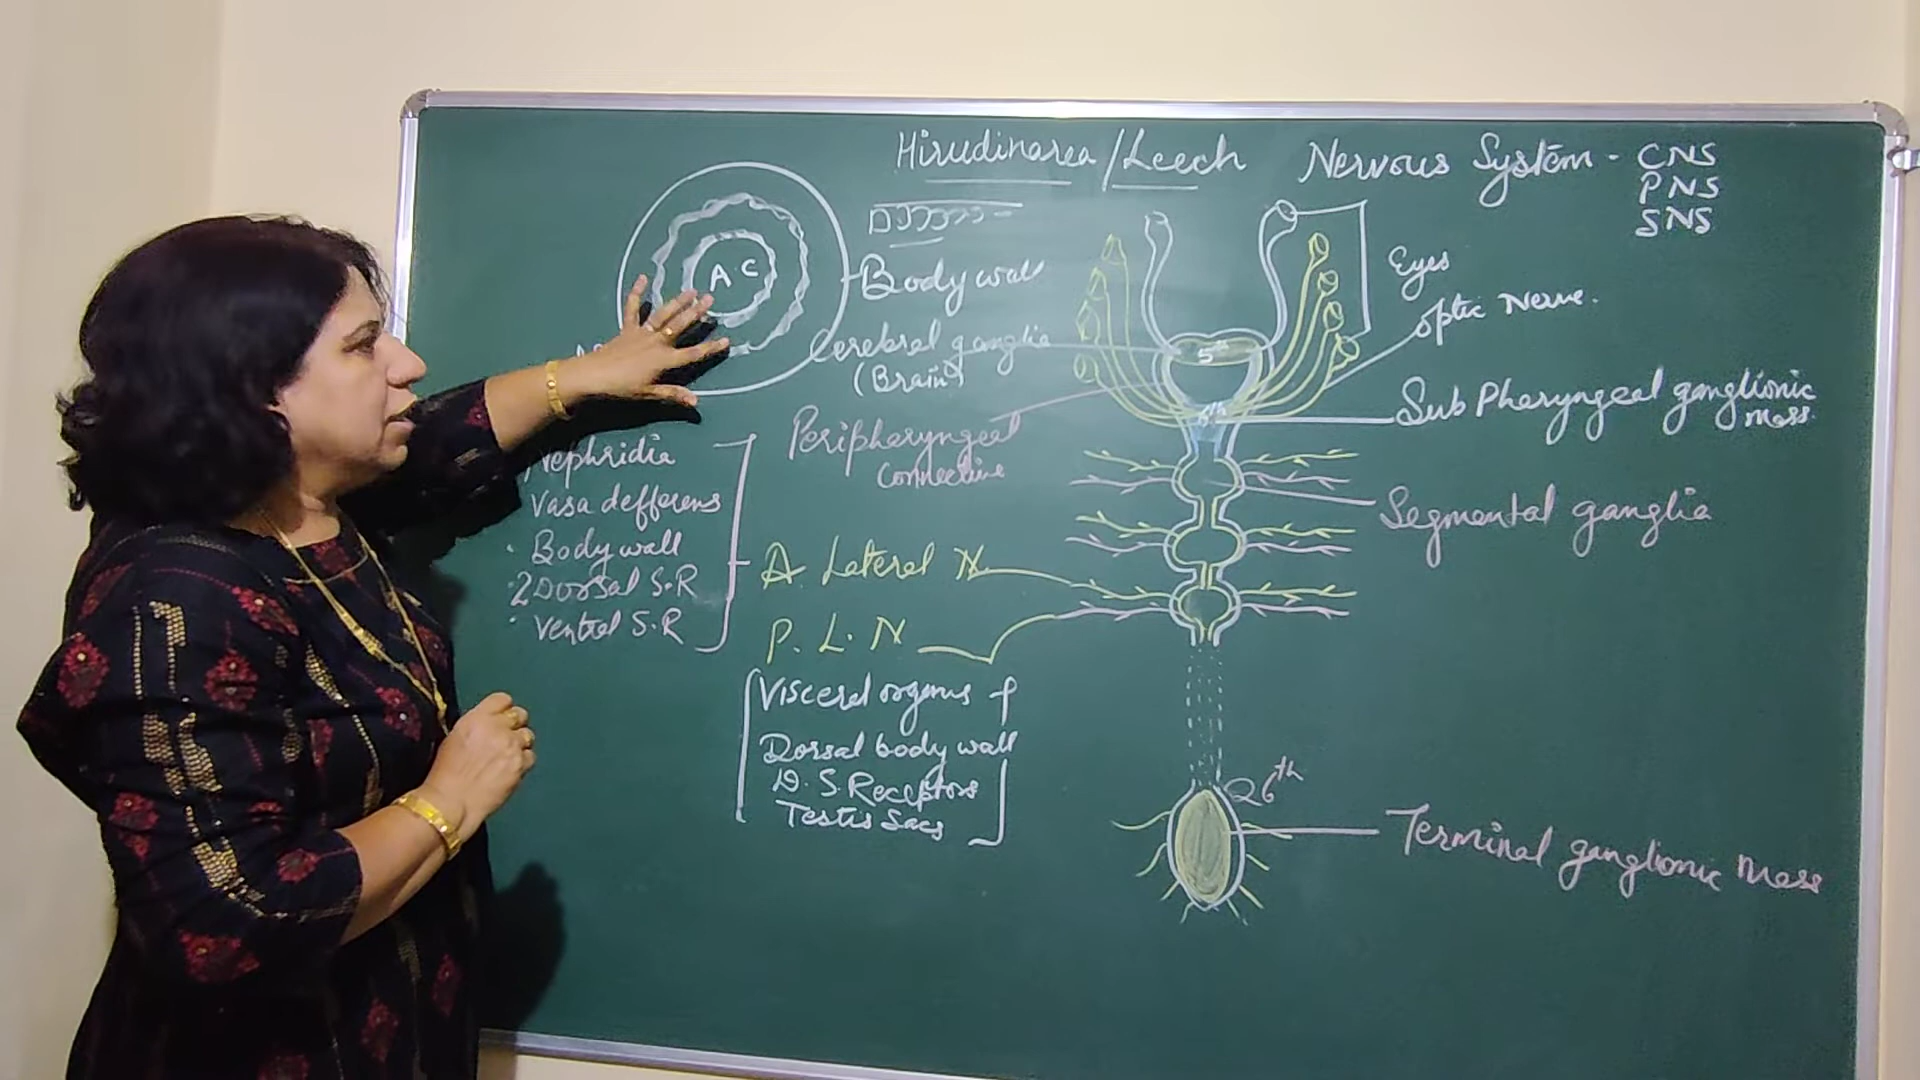 Hirudinarea / Leech
Nervous System - CNS
PNS
SNS
A C
Body wall
Cerebral ganglia
(Brain)
Peripharyngeal
Connective
5th
6th
Eyes
Optic Nerve.
Sub Pharyngeal ganglionic
mass
Segmental ganglia
Nephridia
Vasa defferens
Body wall
2 Dorsal S.R
Ventral S.R
A. Lateral N.
P. L. N
Visceral organs
Dorsal body wall
D. S. Receptors
Testis Sacs
26th
Terminal ganglionic Mass